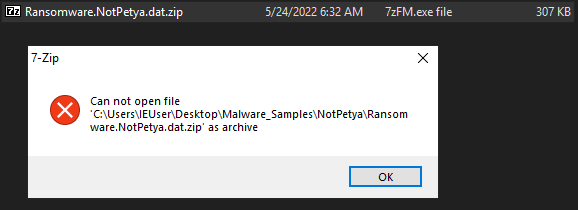 7z Ransomware.NotPetya.dat.zip 5/24/2022 6:32 AM 7zFM.exe file 307 KB
7-Zip
Can not open file
'C:\Users\IEUser\Desktop\Malware_Samples\NotPetya\Ransom
ware.NotPetya.dat.zip' as archive
OK